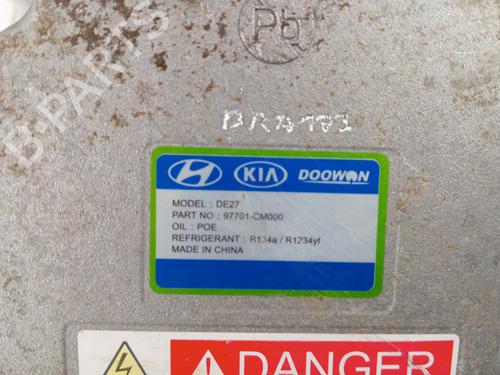 Pb
BRA183
HYUNDAI KIA DOOWON
MODEL : DE27
PART NO : 97701-CM000
OIL : POE
REFRIGERANT : R134a / R1234yf
MADE IN CHINA
DANGER
B-PARTS